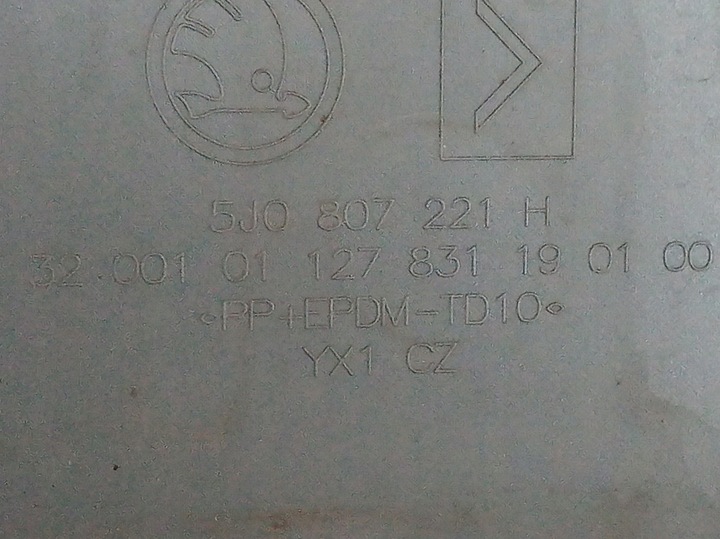 5J0 807 221 H
32 001 01 127 831 19 01 00
>PP+EPDM-TD10<
YX1 CZ